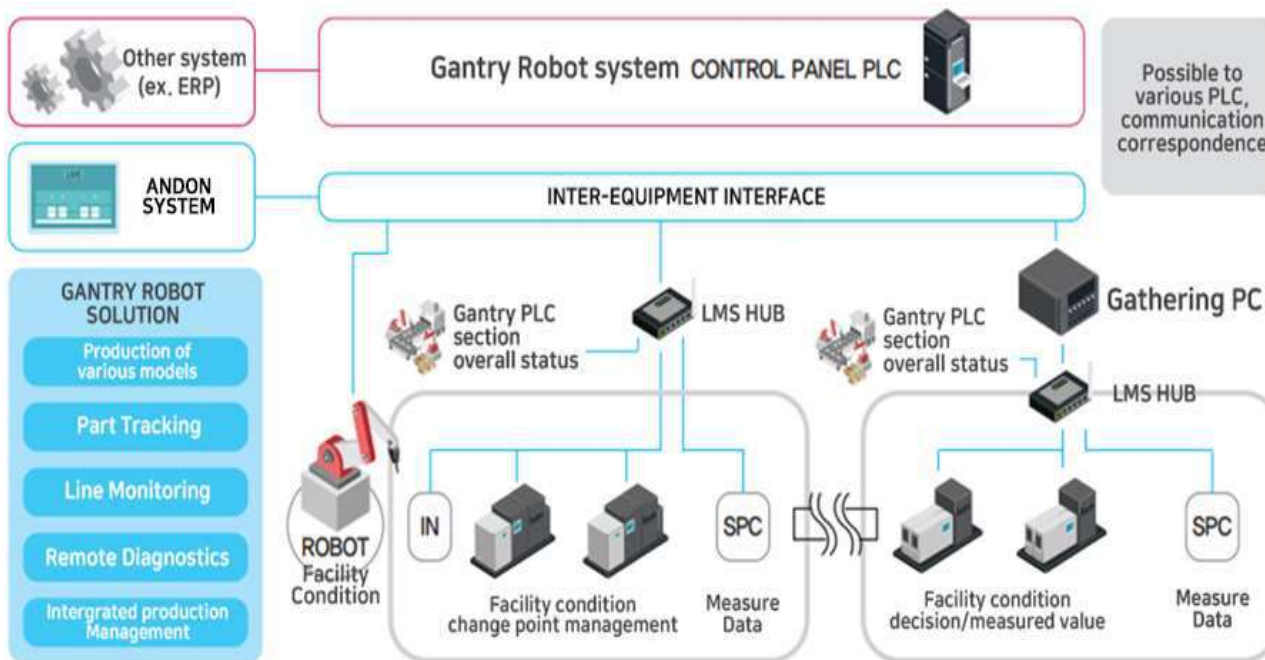 Other system
(ex. ERP)
Gantry Robot system CONTROL PANEL PLC
Possible to
various PLC,
communication
correspondence
ANDON
SYSTEM
INTER-EQUIPMENT INTERFACE
GANTRY ROBOT
SOLUTION
Production of
various models
Part Tracking
Line Monitoring
Remote Diagnostics
Intergrated production
Management
Gantry PLC
section
overall status
LMS HUB
Gantry PLC
section
overall status
Gathering PC
LMS HUB
ROBOT
Facility
Condition
IN
SPC
Facility condition
change point management
Measure
Data
SPC
Facility condition
decision/measured value
Measure
Data